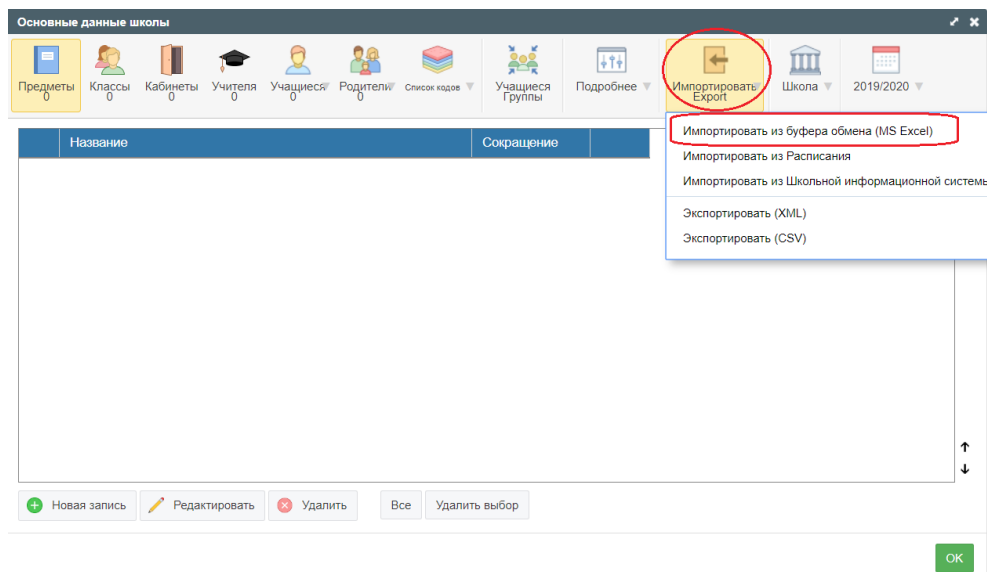 Основные данные школы
Предметы
0
Классы
0
Кабинеты
0
Учителя
0
Учащиеся
0
Родители
0
Список кодов
Учащиеся
Группы
Подробнее
Импортировать
Export
Школа
2019/2020
Импортировать из буфера обмена (MS Excel)
Импортировать из Расписания
Импортировать из Школьной информационной системы
Экспортировать (XML)
Экспортировать (CSV)
Название
Сокращение
Новая запись
Редактировать
Удалить
Все
Удалить выбор
OK